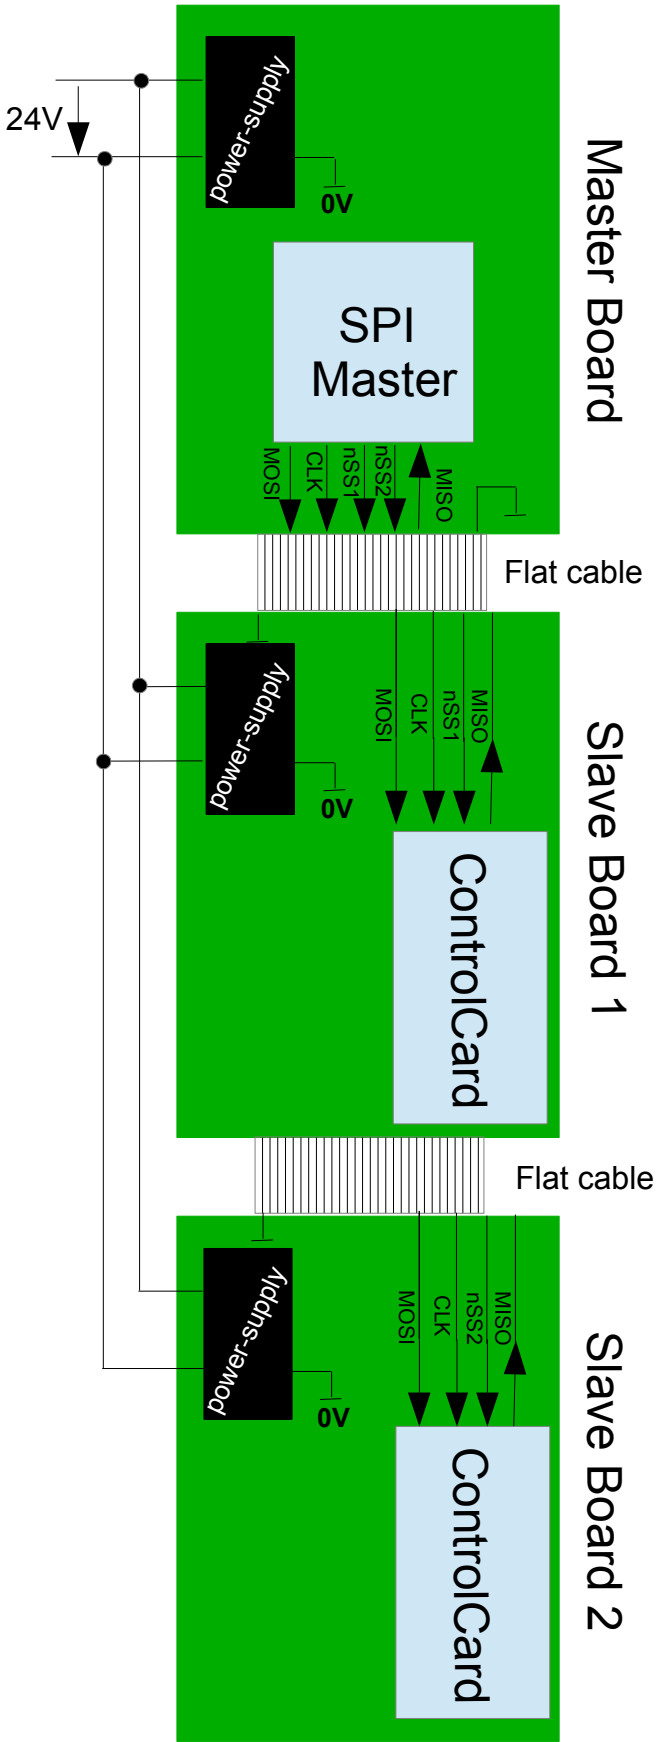 24V
power-supply
0V
Master Board
SPI
Master
MOSI
CLK
nSS1
nSS2
MISO
Flat cable
power-supply
0V
MOSI
CLK
nSS1
MISO
Slave Board 1
ControlCard
Flat cable
power-supply
0V
MOSI
CLK
nSS2
MISO
Slave Board 2
ControlCard